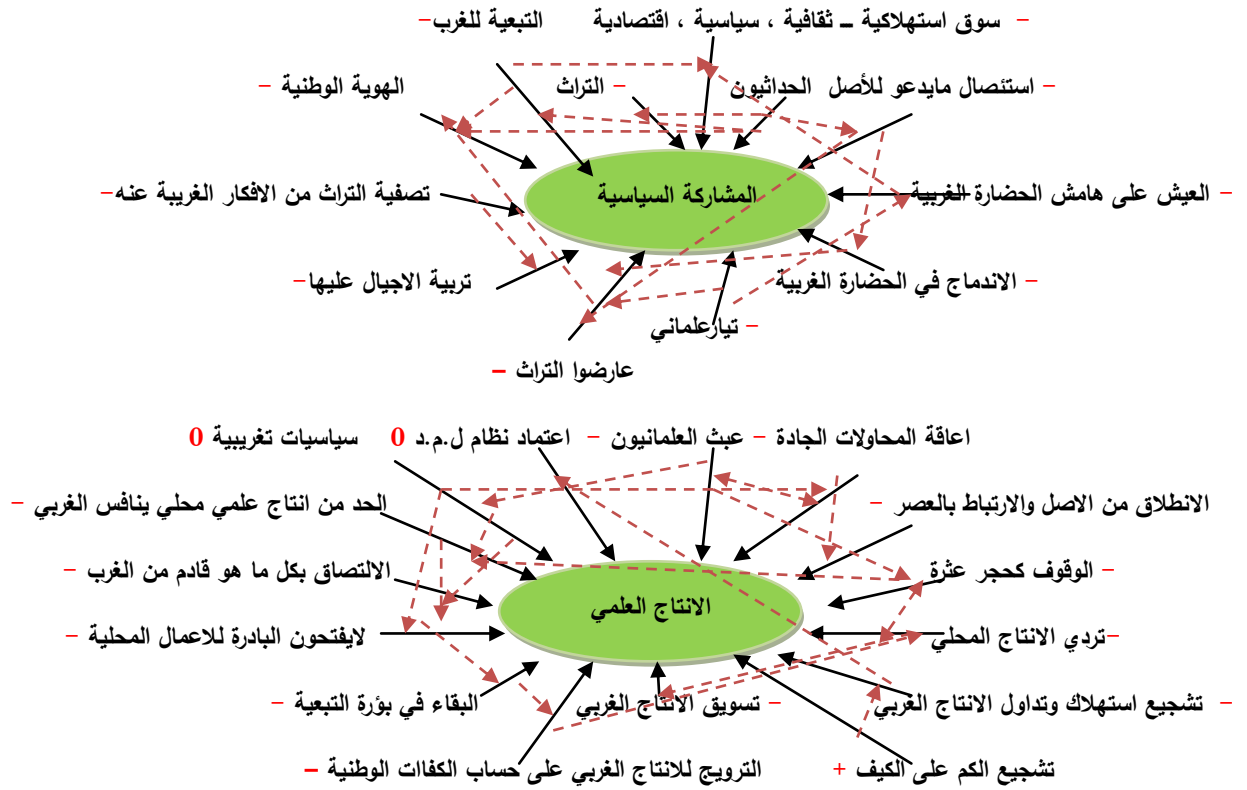 سوق استهلاكية – ثقافية ، سياسية ، اقتصادية – التبعية للغرب –
استئصال مايدعو للأصل – الحداثيون التراث – الهوية الوطنية –
المشاركة السياسية
العيش على هامش الحضارة الغربية – تصفية التراث من الافكار الغريبة عنه –
الاندماج في الحضارة الغربية – تربية الاجيال عليها –
تيارعلماني –
عارضوا التراث –
اعاقة المحاولات الجادة – عبث العلمانيون – اعتماد نظام ل.م.د 0 سياسيات تغريبية 0
الانطلاق من الاصل والارتباط بالعصر – الحد من انتاج علمي محلي ينافس الغربي –
الوقوف كحجر عثرة – الالتصاق بكل ما هو قادم من الغرب –
الانتاج العلمي
تردي الانتاج المحلي – لايفتحون البادرة للاعمال المحلية –
تشجيع استهلاك وتداول الانتاج الغربي – تسويق الانتاج الغربي – البقاء في بؤرة التبعية –
تشجيع الكم على الكيف + الترويج للانتاج الغربي على حساب الكفاات الوطنية –